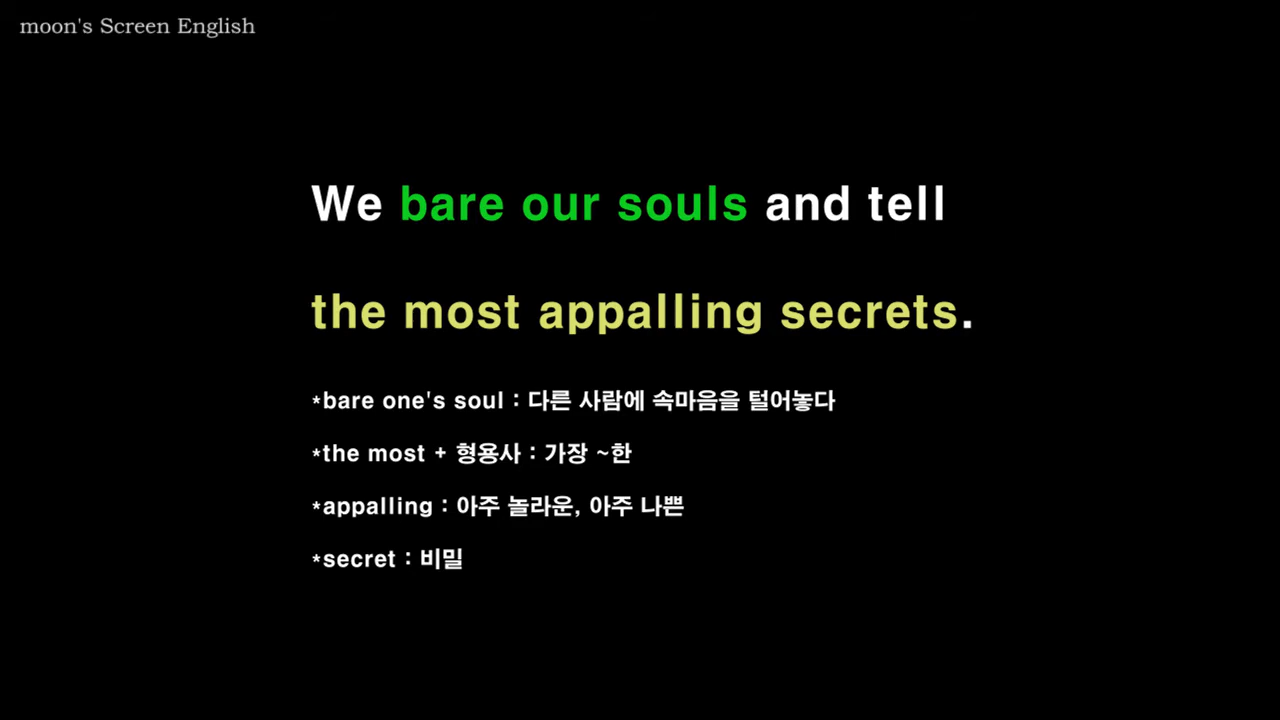 moon's Screen English
We bare our souls and tell
the most appalling secrets.
*bare one's soul : 다른 사람에 속마음을 털어놓다
*the most + 형용사 : 가장 ~한
*appalling : 아주 놀라운, 아주 나쁜
*secret : 비밀